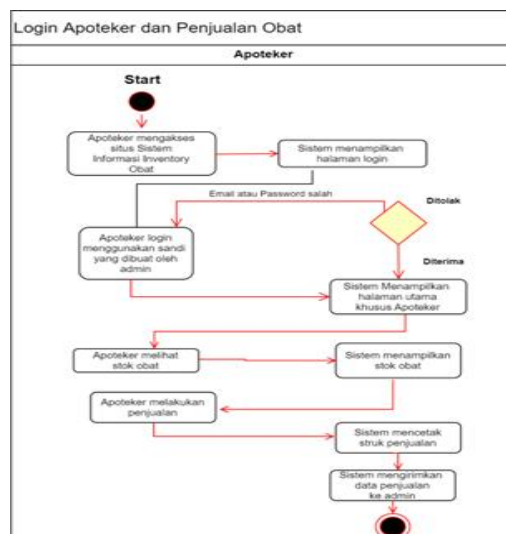 Login Apoteker dan Penjualan Obat
Apoteker
Start
Apoteker mengakses
situs Sistem
Informasi Inventory
Obat
Sistem menampilkan
halaman login
Email atau Password salah
Ditolak
Apoteker login
menggunakan sandi
yang dibuat oleh
admin
Diterima
Sistem Menampilkan
halaman utama
khusus Apoteker
Apoteker melihat
stok obat
Sistem menampilkan
stok obat
Apoteker melakukan
penjualan
Sistem mencetak
struk penjualan
Sistem mengirimkan
data penjualan
ke admin